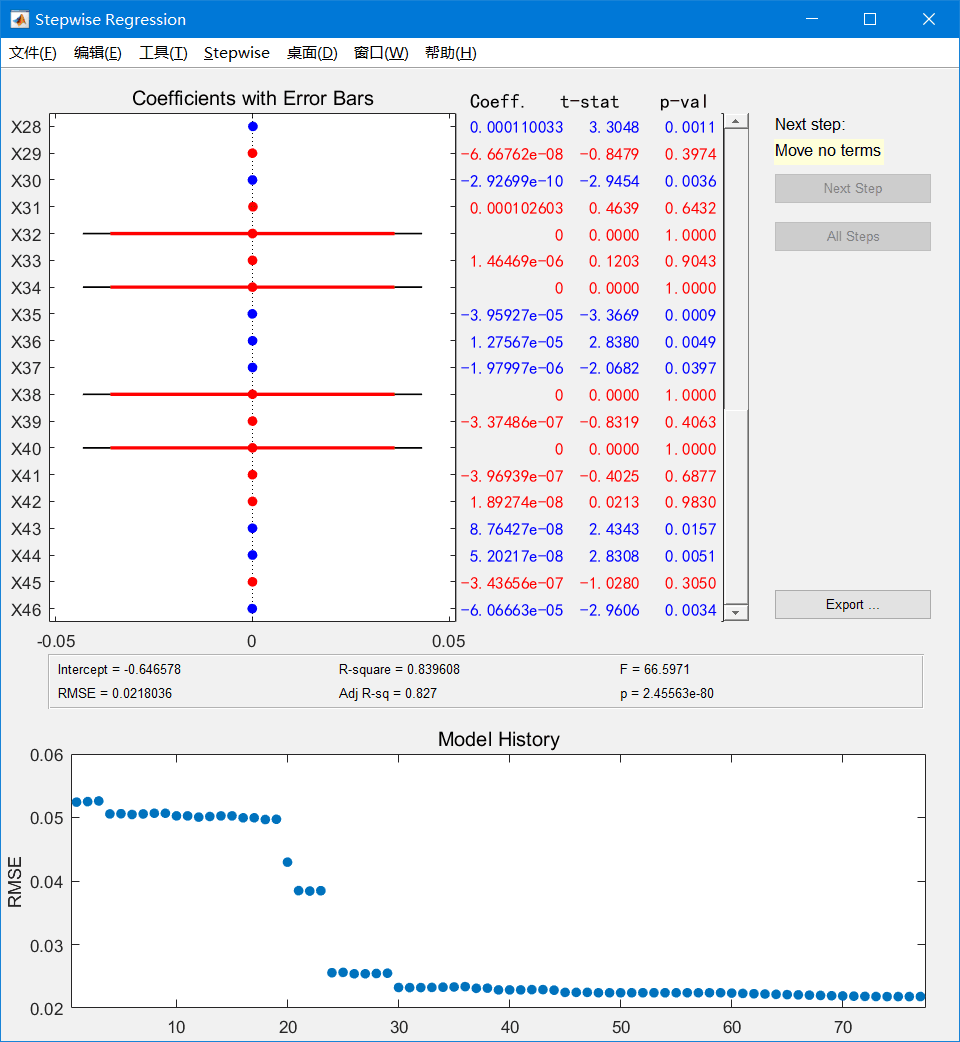 Stepwise Regression
文件(F) 编辑(E) 工具(T) Stepwise 桌面(D) 窗口(W) 帮助(H)
Coefficients with Error Bars Coeff. t-stat p-val
X28 0.000110033 3.3048 0.0011
X29 -6.66762e-08 -0.8479 0.3974
X30 -2.92699e-10 -2.9454 0.0036
X31 0.000102603 0.4639 0.6432
X32 0 0.0000 1.0000
X33 1.46469e-06 0.1203 0.9043
X34 0 0.0000 1.0000
X35 -3.95927e-05 -3.3669 0.0009
X36 1.27567e-05 2.8380 0.0049
X37 -1.97997e-06 -2.0682 0.0397
X38 0 0.0000 1.0000
X39 -3.37486e-07 -0.8319 0.4063
X40 0 0.0000 1.0000
X41 -3.96939e-07 -0.4025 0.6877
X42 1.89274e-08 0.0213 0.9830
X43 8.76427e-08 2.4343 0.0157
X44 5.20217e-08 2.8308 0.0051
X45 -3.43656e-07 -1.0280 0.3050
X46 -6.06663e-05 -2.9606 0.0034
-0.05 0 0.05
Next step:
Move no terms
Next Step
All Steps
Export ...
Intercept = -0.646578 R-square = 0.839608 F = 66.5971
RMSE = 0.0218036 Adj R-sq = 0.827 p = 2.45563e-80
Model History
0.06
0.05
0.04
0.03
0.02
RMSE
10 20 30 40 50 60 70